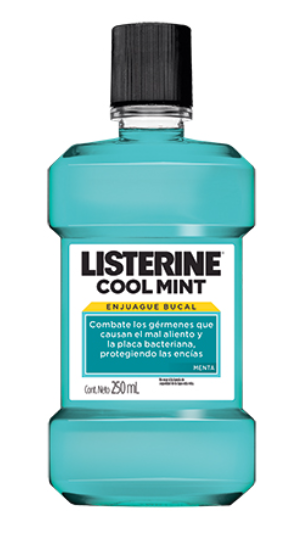 LISTERINE
COOL MINT
ENJUAGUE BUCAL
Combate los gérmenes que
causan el mal aliento y
la placa bacteriana,
protegiendo las encías
MENTA
Cont. Neto 250 mL